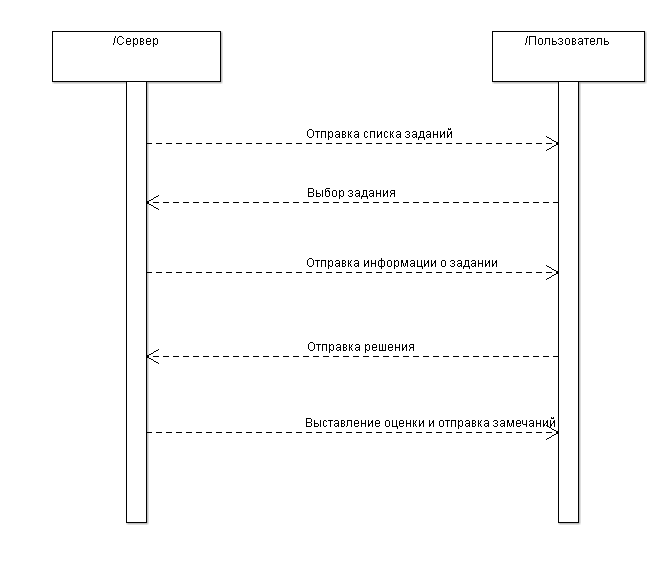 /Сервер
/Пользователь
Отправка списка заданий
Выбор задания
Отправка информации о задании
Отправка решения
Выставление оценки и отправка замечаний